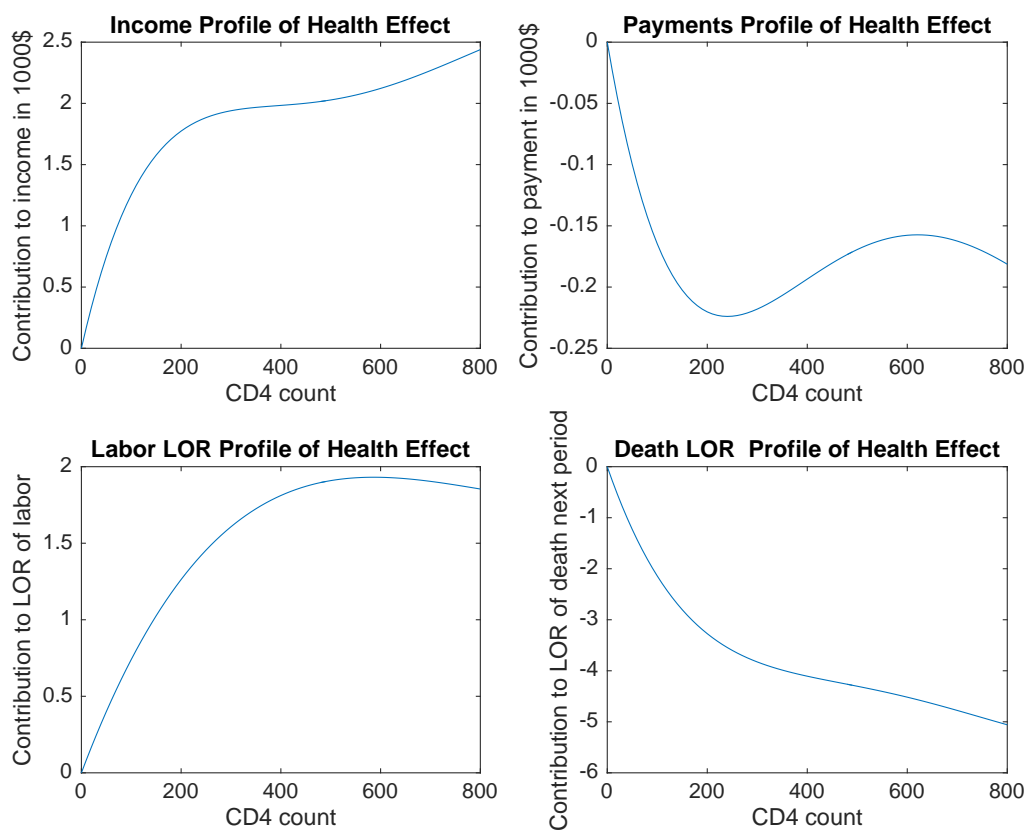 Income Profile of Health Effect
Contribution to income in 1000$
2.5
2
1.5
1
0.5
0
0 200 400 600 800
CD4 count
Payments Profile of Health Effect
Contribution to payment in 1000$
0
-0.05
-0.1
-0.15
-0.2
-0.25
0 200 400 600 800
CD4 count
Labor LOR Profile of Health Effect
Contribution to LOR of labor
2
1.5
1
0.5
0
0 200 400 600 800
CD4 count
Death LOR  Profile of Health Effect
Contribution to LOR of death next period
0
-1
-2
-3
-4
-5
-6
0 200 400 600 800
CD4 count